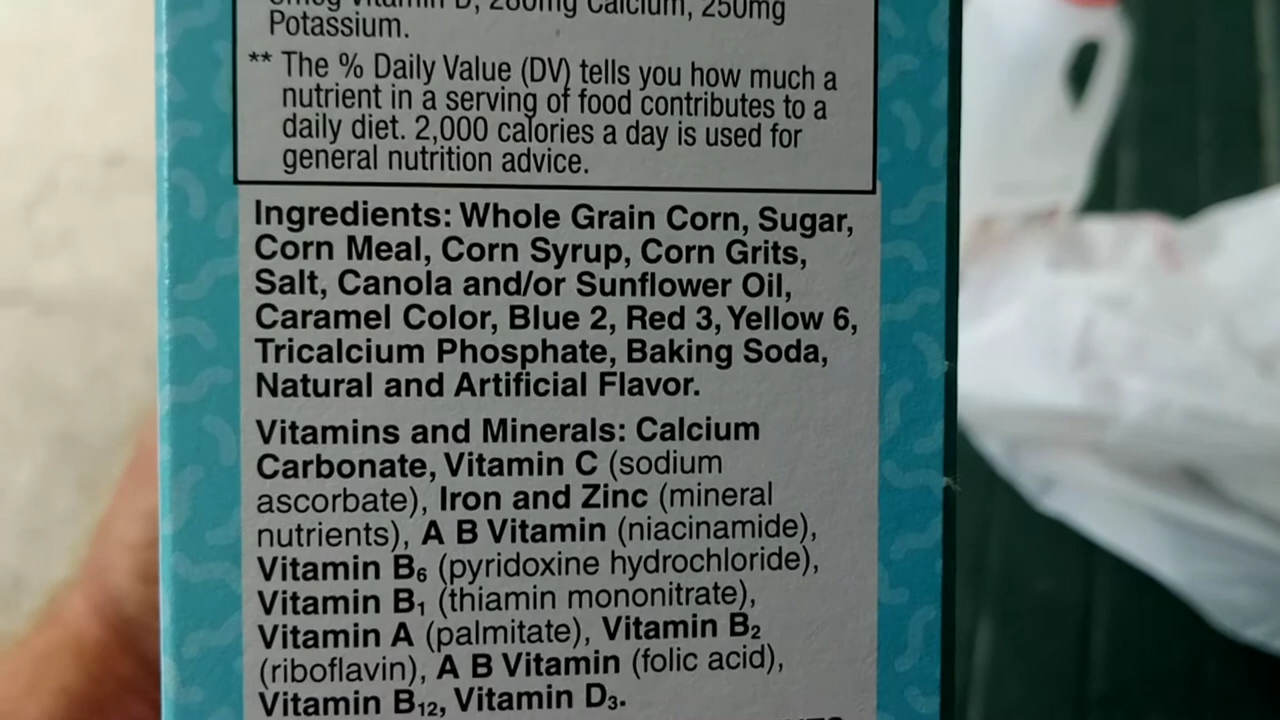 5mcg Vitamin D, 260mg Calcium, 250mg
Potassium.
** The % Daily Value (DV) tells you how much a
nutrient in a serving of food contributes to a
daily diet. 2,000 calories a day is used for
general nutrition advice.
Ingredients: Whole Grain Corn, Sugar,
Corn Meal, Corn Syrup, Corn Grits,
Salt, Canola and/or Sunflower Oil,
Caramel Color, Blue 2, Red 3, Yellow 6,
Tricalcium Phosphate, Baking Soda,
Natural and Artificial Flavor.
Vitamins and Minerals: Calcium
Carbonate, Vitamin C (sodium
ascorbate), Iron and Zinc (mineral
nutrients), A B Vitamin (niacinamide),
Vitamin B₆ (pyridoxine hydrochloride),
Vitamin B₁ (thiamin mononitrate),
Vitamin A (palmitate), Vitamin B₂
(riboflavin), A B Vitamin (folic acid),
Vitamin B₁₂, Vitamin D₃.